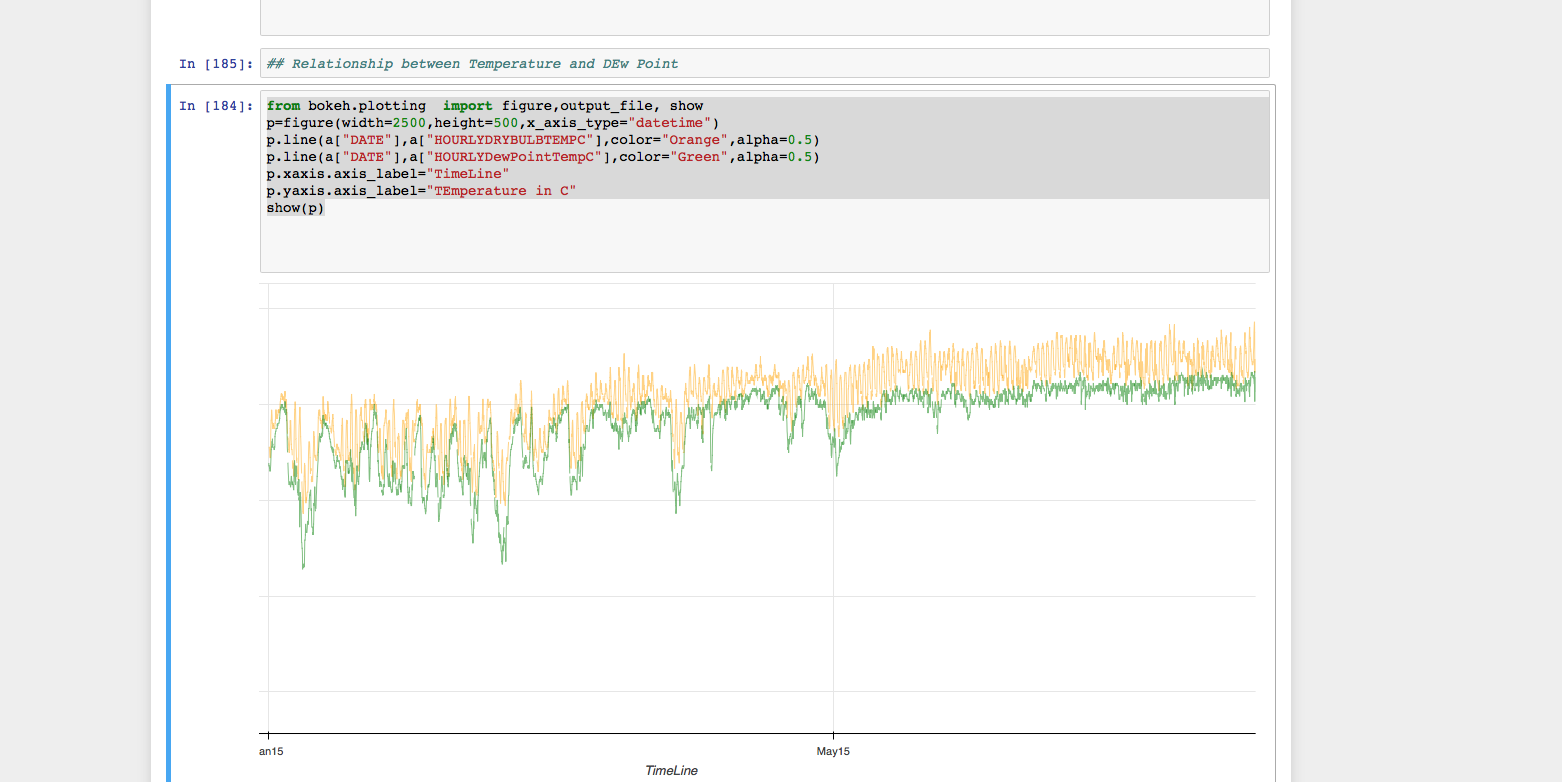 In [185]: ## Relationship between Temperature and DEw Point
In [184]: from bokeh.plotting  import figure,output_file, show
p=figure(width=2500,height=500,x_axis_type="datetime")
p.line(a["DATE"],a["HOURLYDRYBULBTEMPC"],color="Orange",alpha=0.5)
p.line(a["DATE"],a["HOURLYDewPointTempC"],color="Green",alpha=0.5)
p.xaxis.axis_label="TimeLine"
p.yaxis.axis_label="TEmperature in C"
show(p)
an15 May15
TimeLine